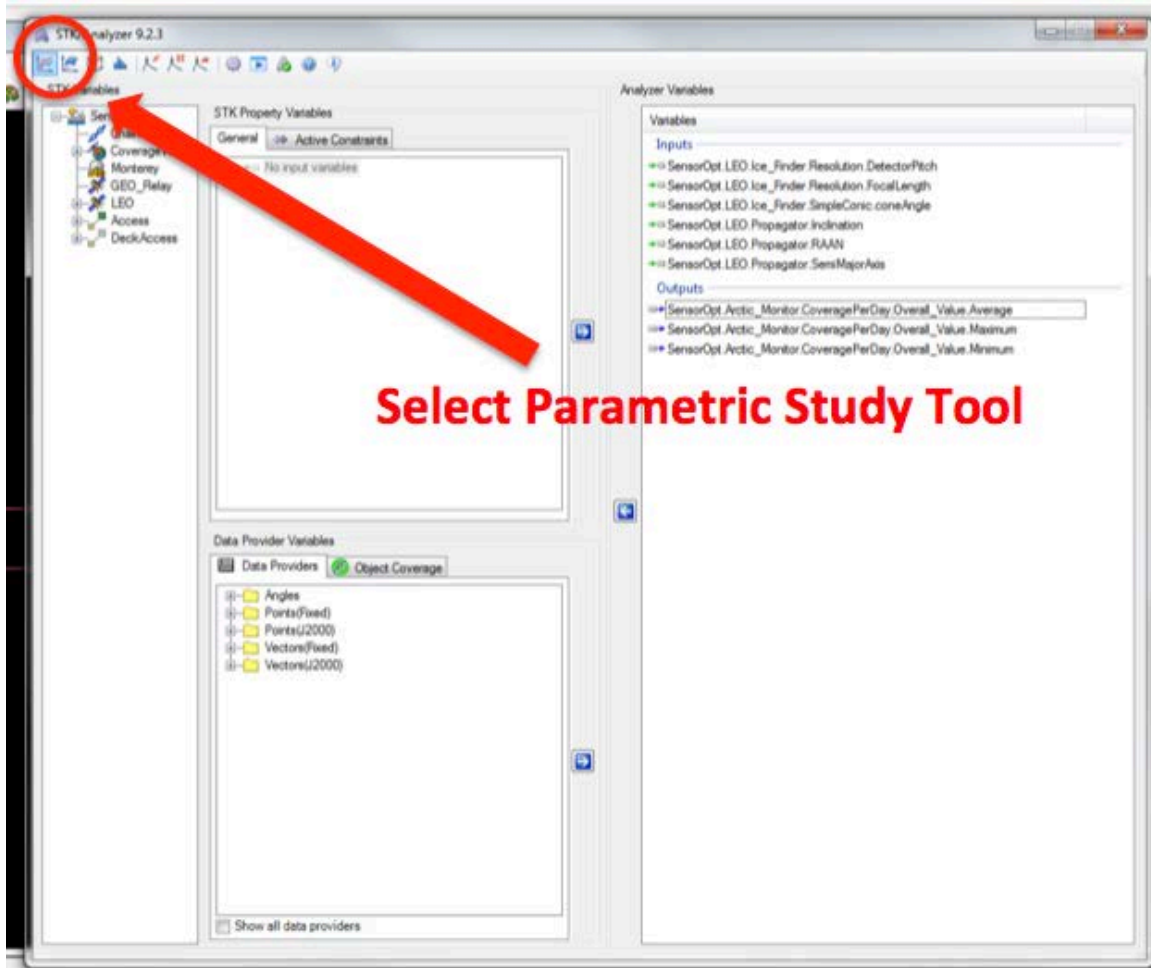 STK Analyzer 9.2.3
STK Variables
Chain
Monterey
GEO_Relay
LEO
Access
DeckAccess
STK Property Variables
General
Active Constraints
No input variables
Data Provider Variables
Data Providers
Object Coverage
Angles
Points(Fixed)
Points(J2000)
Vectors(Fixed)
Vectors(J2000)
Show all data providers
Analyzer Variables
Variables
Inputs
SensorOpt.LEO.Ice_Finder.Resolution.DetectorPitch
SensorOpt.LEO.Ice_Finder.Resolution.FocalLength
SensorOpt.LEO.Ice_Finder.SimpleConic.coneAngle
SensorOpt.LEO.Propagator.Inclination
SensorOpt.LEO.Propagator.RAAN
SensorOpt.LEO.Propagator.SemiMajorAxis
Outputs
SensorOpt.Arctic_Monitor.CoveragePerDay.Overall_Value.Average
SensorOpt.Arctic_Monitor.CoveragePerDay.Overall_Value.Maximum
SensorOpt.Arctic_Monitor.CoveragePerDay.Overall_Value.Minimum
Select Parametric Study Tool